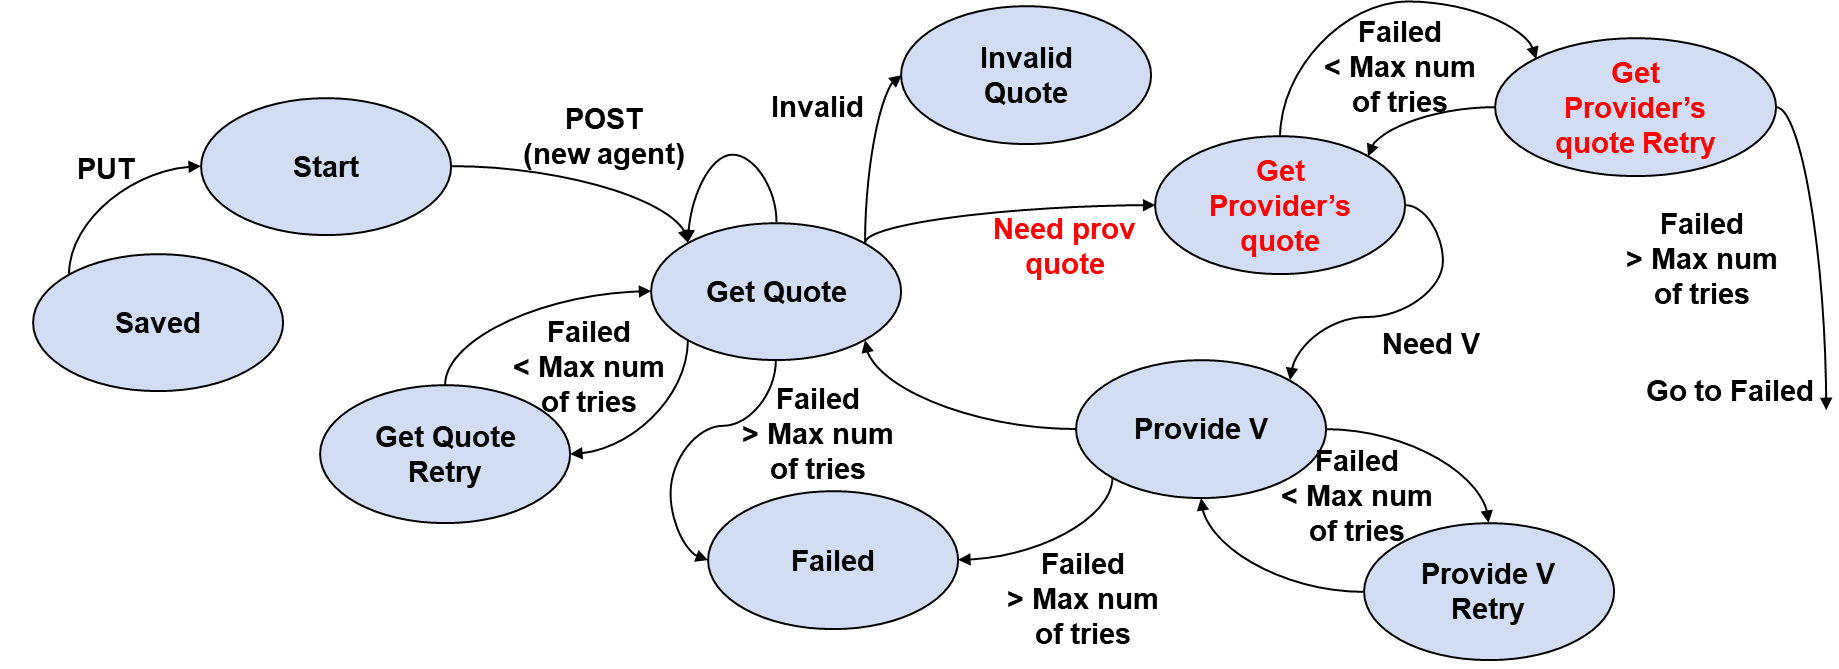 Failed
< Max num
of tries
Invalid
Quote
Get
Provider’s
quote Retry
Invalid
POST
(new agent)
PUT
Start
Get
Provider’s
quote
Need prov
quote
Failed
> Max num
of tries
Saved
Get Quote
Failed
< Max num
of tries
Need V
Go to Failed
Failed
> Max num
of tries
Provide V
Get Quote
Retry
Failed
< Max num
of tries
Failed
Failed
> Max num
of tries
Provide V
Retry